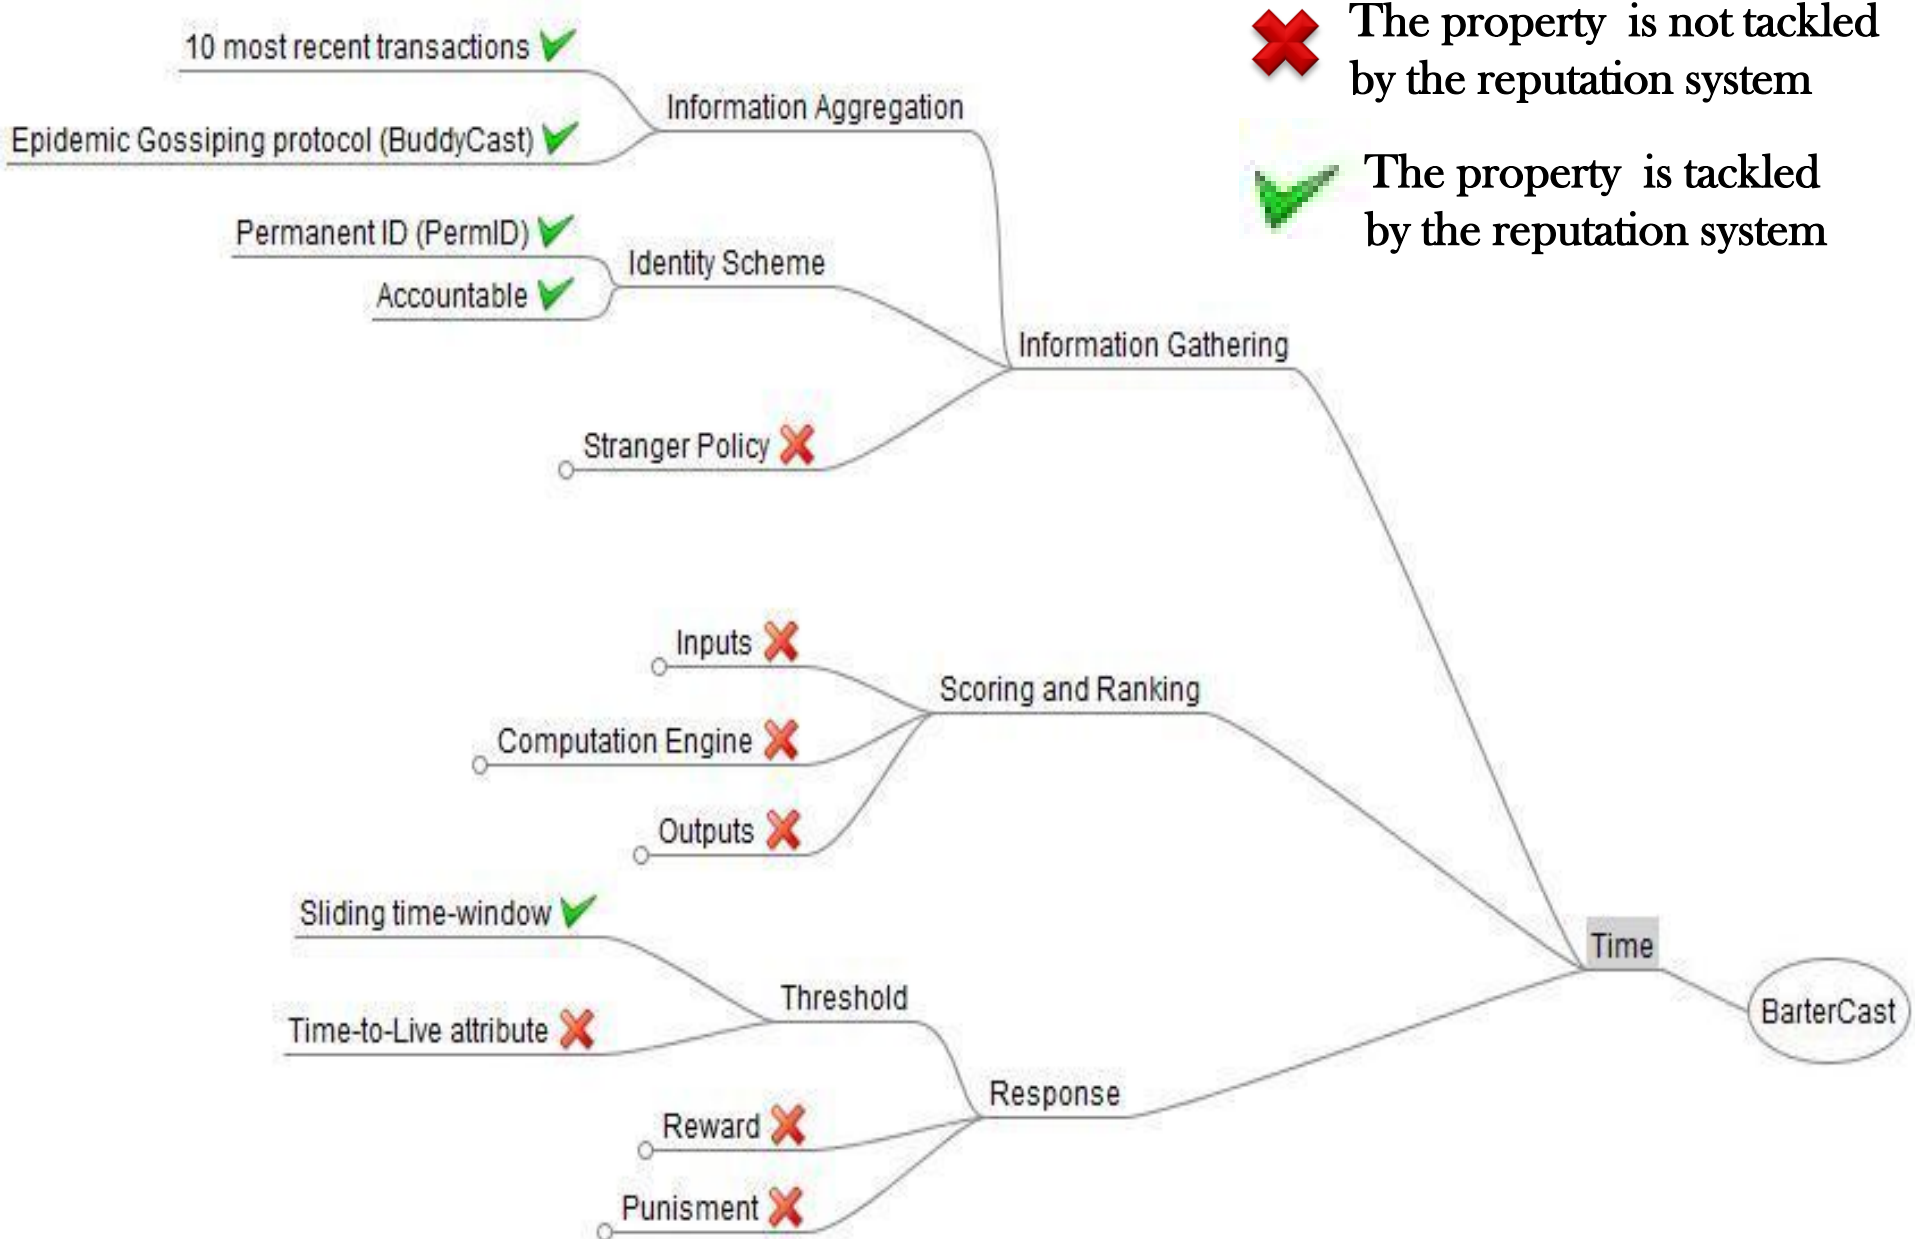 The property is not tackled
by the reputation system
The property is tackled
by the reputation system
10 most recent transactions
Information Aggregation
Epidemic Gossiping protocol (BuddyCast)
Permanent ID (PermID)
Identity Scheme
Accountable
Information Gathering
Stranger Policy
Inputs
Scoring and Ranking
Computation Engine
Outputs
Sliding time-window
Time
Threshold
BarterCast
Time-to-Live attribute
Response
Reward
Punisment